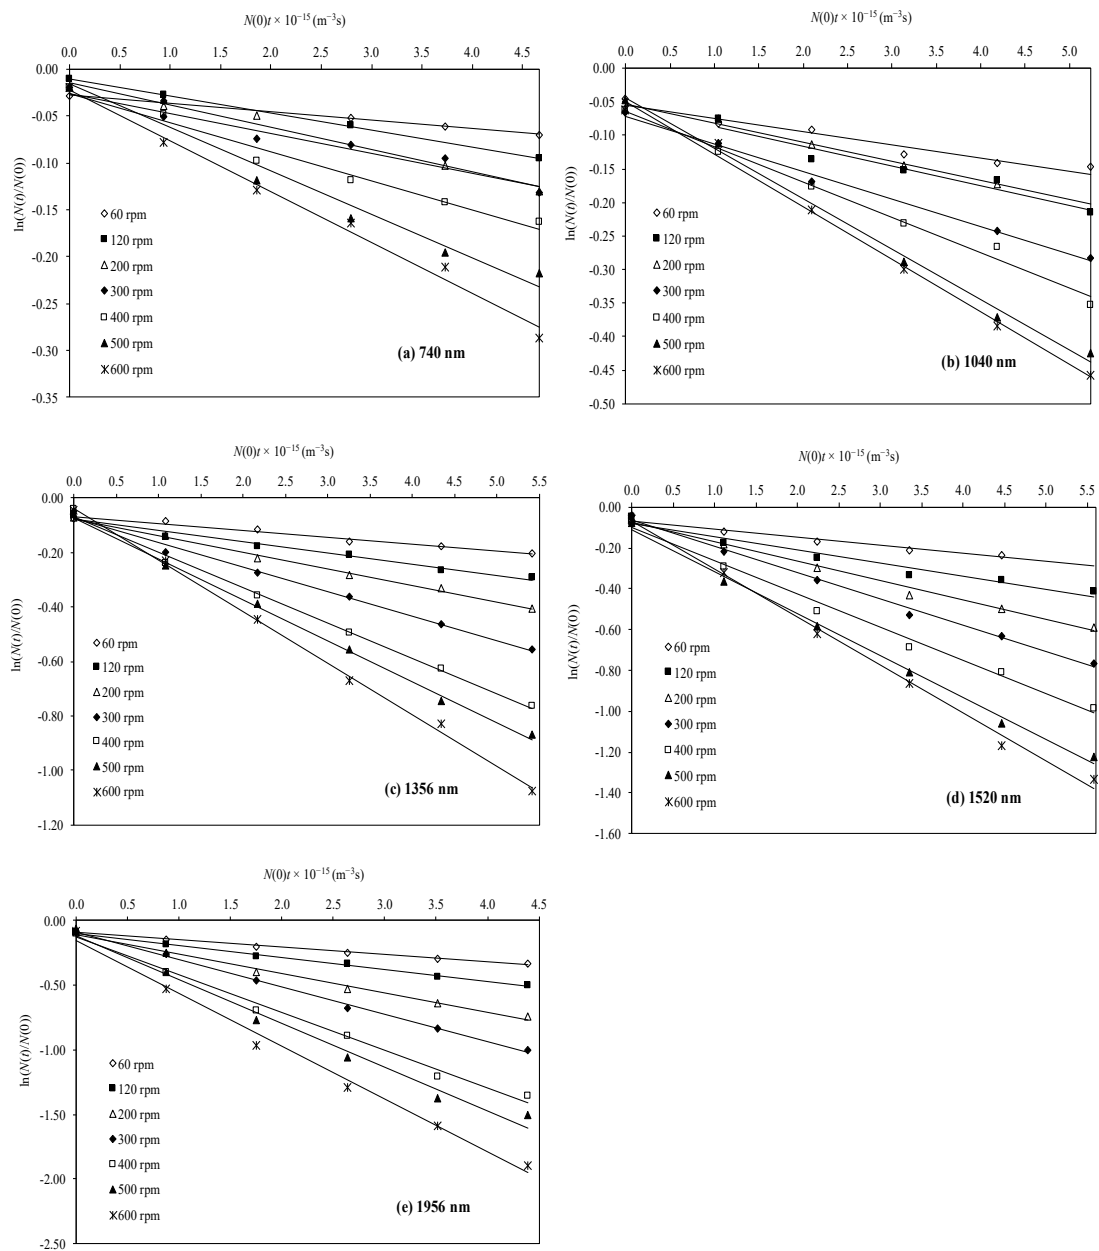 N(0)t × 10⁻¹⁵ (m⁻³s)
0.0 0.5 1.0 1.5 2.0 2.5 3.0 3.5 4.0 4.5
0.00
-0.05
-0.10
-0.15
-0.20
-0.25
-0.30
-0.35
ln(N(t)/N(0))
60 rpm
120 rpm
200 rpm
300 rpm
400 rpm
500 rpm
600 rpm
(a) 740 nm
N(0)t × 10⁻¹⁵ (m⁻³s)
0.0 1.0 2.0 3.0 4.0 5.0
0.00
-0.05
-0.10
-0.15
-0.20
-0.25
-0.30
-0.35
-0.40
-0.45
-0.50
ln(N(t)/N(0))
60 rpm
120 rpm
200 rpm
300 rpm
400 rpm
500 rpm
600 rpm
(b) 1040 nm
N(0)t × 10⁻¹⁵ (m⁻³s)
0.0 0.5 1.0 1.5 2.0 2.5 3.0 3.5 4.0 4.5 5.0 5.5
0.00
-0.20
-0.40
-0.60
-0.80
-1.00
-1.20
ln(N(t)/N(0))
60 rpm
120 rpm
200 rpm
300 rpm
400 rpm
500 rpm
600 rpm
(c) 1356 nm
N(0)t × 10⁻¹⁵ (m⁻³s)
0.0 0.5 1.0 1.5 2.0 2.5 3.0 3.5 4.0 4.5 5.0 5.5
0.00
-0.20
-0.40
-0.60
-0.80
-1.00
-1.20
-1.40
-1.60
ln(N(t)/N(0))
60 rpm
120 rpm
200 rpm
300 rpm
400 rpm
500 rpm
600 rpm
(d) 1520 nm
N(0)t × 10⁻¹⁵ (m⁻³s)
0.0 0.5 1.0 1.5 2.0 2.5 3.0 3.5 4.0 4.5
0.00
-0.50
-1.00
-1.50
-2.00
-2.50
ln(N(t)/N(0))
60 rpm
120 rpm
200 rpm
300 rpm
400 rpm
500 rpm
600 rpm
(e) 1956 nm